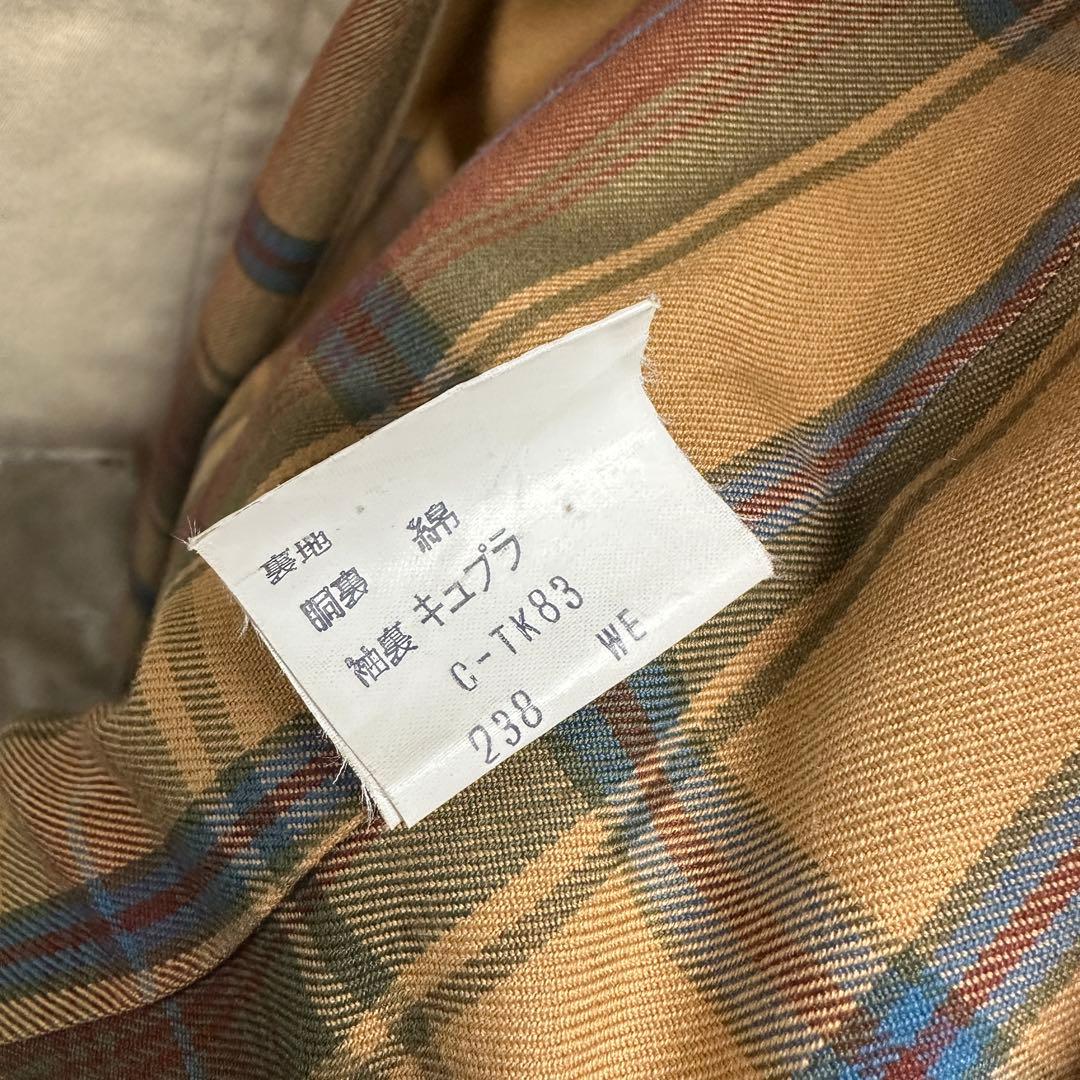 裏地
胴裏 綿
袖裏 キュプラ
C-TK83
238 WE